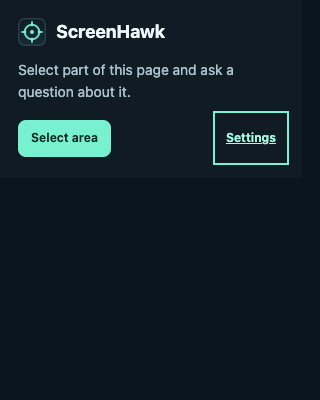 ScreenHawk
Select part of this page and ask a
question about it.
Select area
Settings